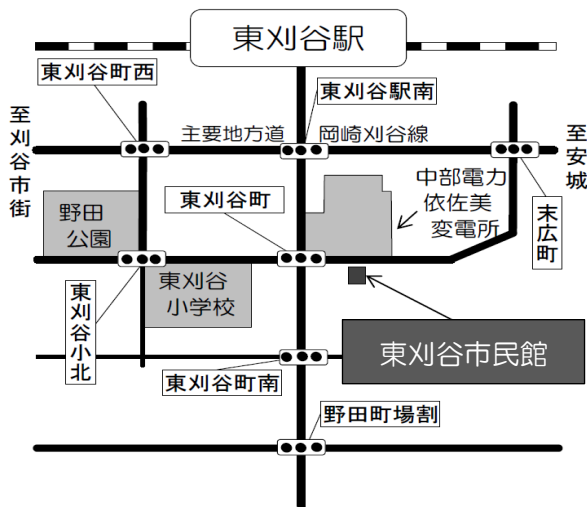 東刈谷駅
東刈谷町西
東刈谷駅南
至刈谷市街
主要地方道
岡崎刈谷線
至安城
野田
公園
東刈谷町
中部電力
依佐美
変電所
末広町
東刈谷
小学校
東刈谷小北
東刈谷市民館
東刈谷町南
野田町場割